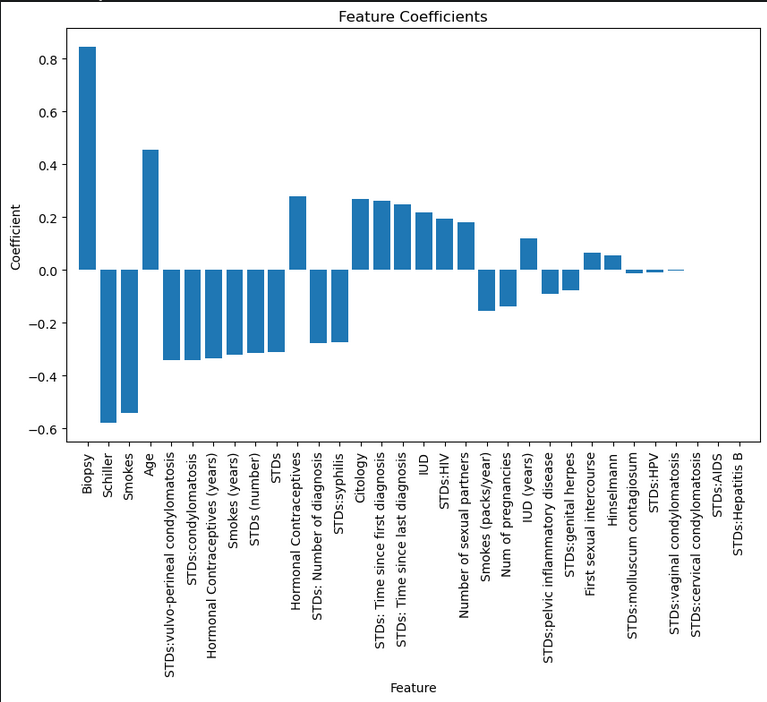 Feature Coefficients
Coefficient
0.8
0.6
0.4
0.2
0.0
−0.2
−0.4
−0.6
Biopsy
Schiller
Smokes
Age
STDs:vulvo-perineal condylomatosis
STDs:condylomatosis
Hormonal Contraceptives (years)
Smokes (years)
STDs (number)
STDs
Hormonal Contraceptives
STDs: Number of diagnosis
STDs:syphilis
Citology
STDs: Time since first diagnosis
STDs: Time since last diagnosis
IUD
STDs:HIV
Number of sexual partners
Smokes (packs/year)
Num of pregnancies
IUD (years)
STDs:pelvic inflammatory disease
STDs:genital herpes
First sexual intercourse
Hinselmann
STDs:molluscum contagiosum
STDs:HPV
STDs:vaginal condylomatosis
STDs:cervical condylomatosis
STDs:AIDS
STDs:Hepatitis B
Feature